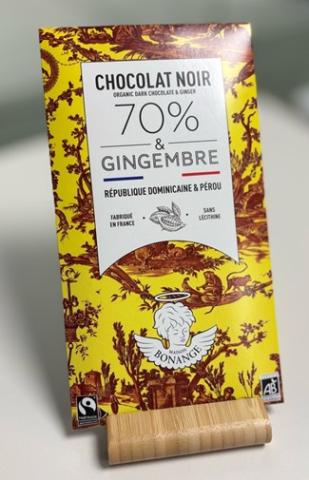 CHOCOLAT NOIR
ORGANIC DARK CHOCOLATE & GINGER
70%
&
GINGEMBRE
RÉPUBLIQUE DOMINICAINE & PÉROU
FABRIQUÉ
EN FRANCE
SANS
LÉCITHINE
MAISON
BONANGE
FAIRTRADE
AB